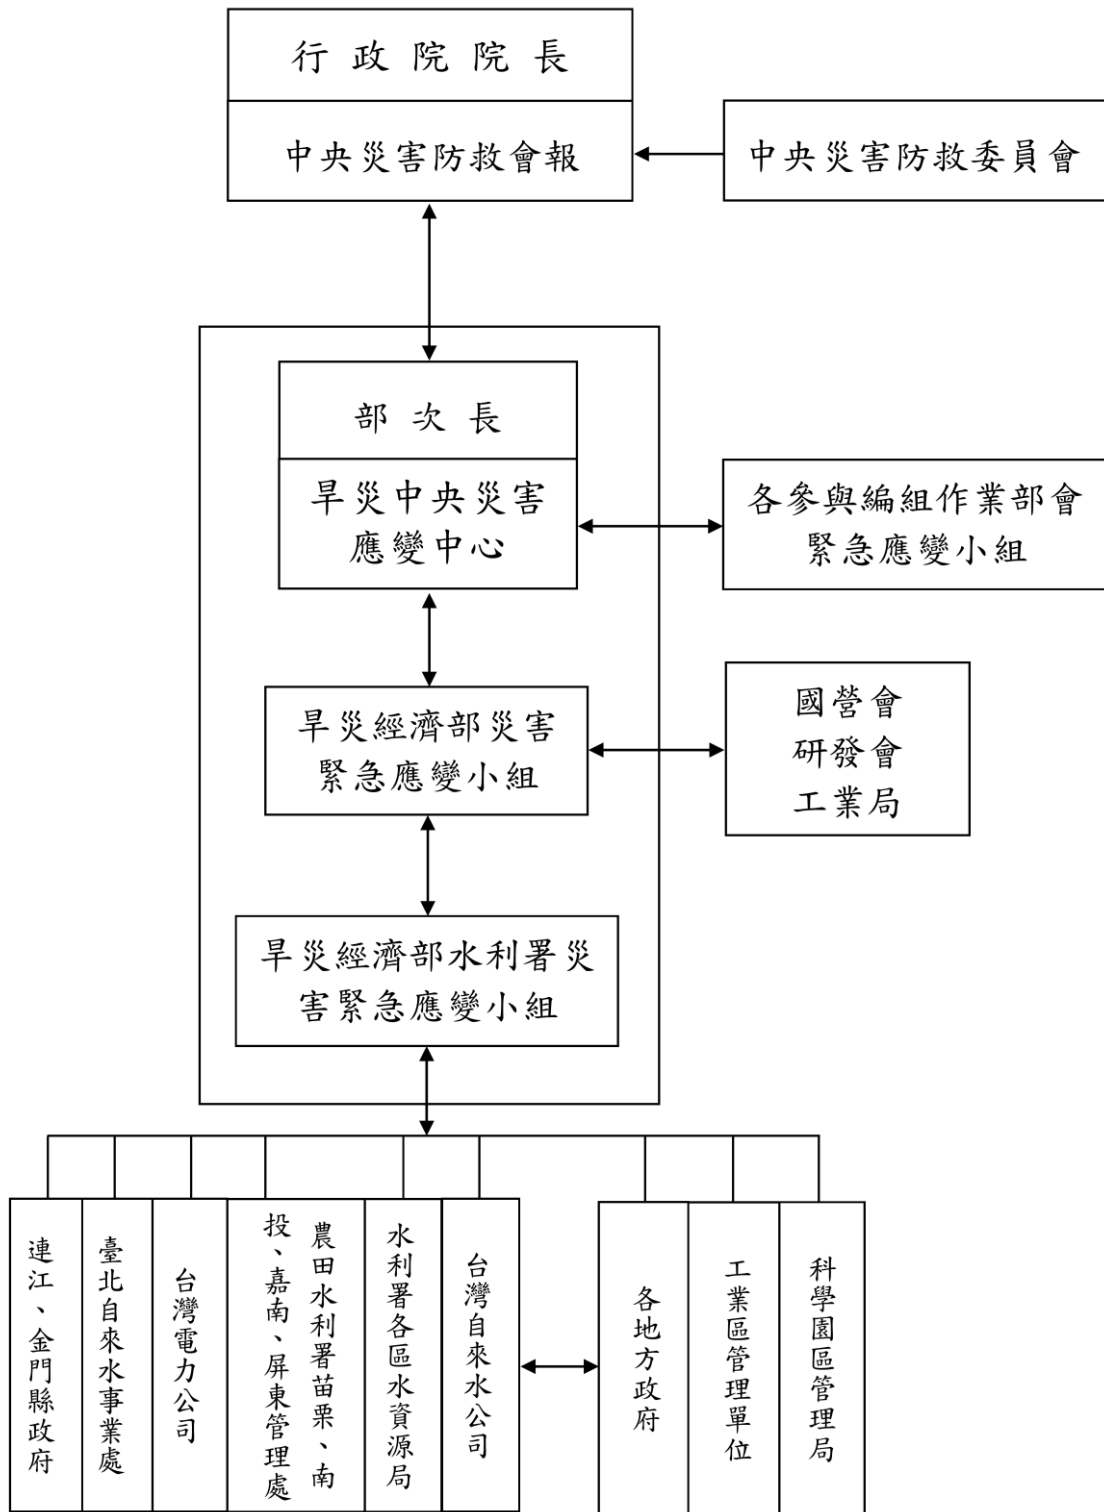 行政院院長
中央災害防救會報
中央災害防救委員會
部次長
旱災中央災害
應變中心
各參與編組作業部會
緊急應變小組
旱災經濟部災害
緊急應變小組
國營會
研發會
工業局
旱災經濟部水利署災
害緊急應變小組
連江、金門縣政府
臺北自來水事業處
台灣電力公司
農田水利署苗栗、南
投、嘉南、屏東管理處
水利署各區水資源局
台灣自來水公司
各地方政府
工業區管理單位
科學園區管理局